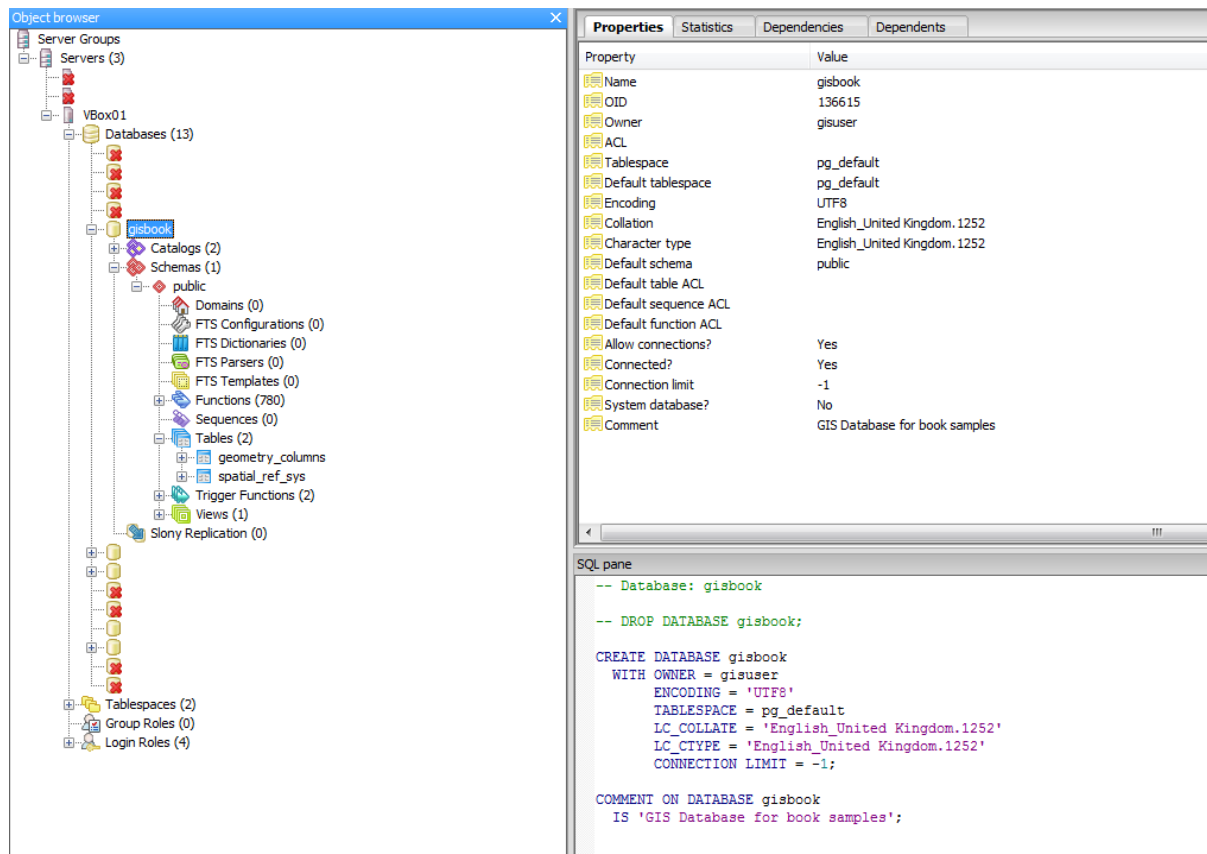 Object browser
Server Groups
Servers (3)
VBox01
Databases (13)
gisbook
Catalogs (2)
Schemas (1)
public
Domains (0)
FTS Configurations (0)
FTS Dictionaries (0)
FTS Parsers (0)
FTS Templates (0)
Functions (780)
Sequences (0)
Tables (2)
geometry_columns
spatial_ref_sys
Trigger Functions (2)
Views (1)
Slony Replication (0)
Tablespaces (2)
Group Roles (0)
Login Roles (4)
Properties Statistics Dependencies Dependents
Property Value
Name gisbook
OID 136615
Owner gisuser
ACL
Tablespace pg_default
Default tablespace pg_default
Encoding UTF8
Collation English_United Kingdom.1252
Character type English_United Kingdom.1252
Default schema public
Default table ACL
Default sequence ACL
Default function ACL
Allow connections? Yes
Connected? Yes
Connection limit -1
System database? No
Comment GIS Database for book samples
SQL pane
-- Database: gisbook
-- DROP DATABASE gisbook;
CREATE DATABASE gisbook
WITH OWNER = gisuser
ENCODING = 'UTF8'
TABLESPACE = pg_default
LC_COLLATE = 'English_United Kingdom.1252'
LC_CTYPE = 'English_United Kingdom.1252'
CONNECTION LIMIT = -1;
COMMENT ON DATABASE gisbook
IS 'GIS Database for book samples';